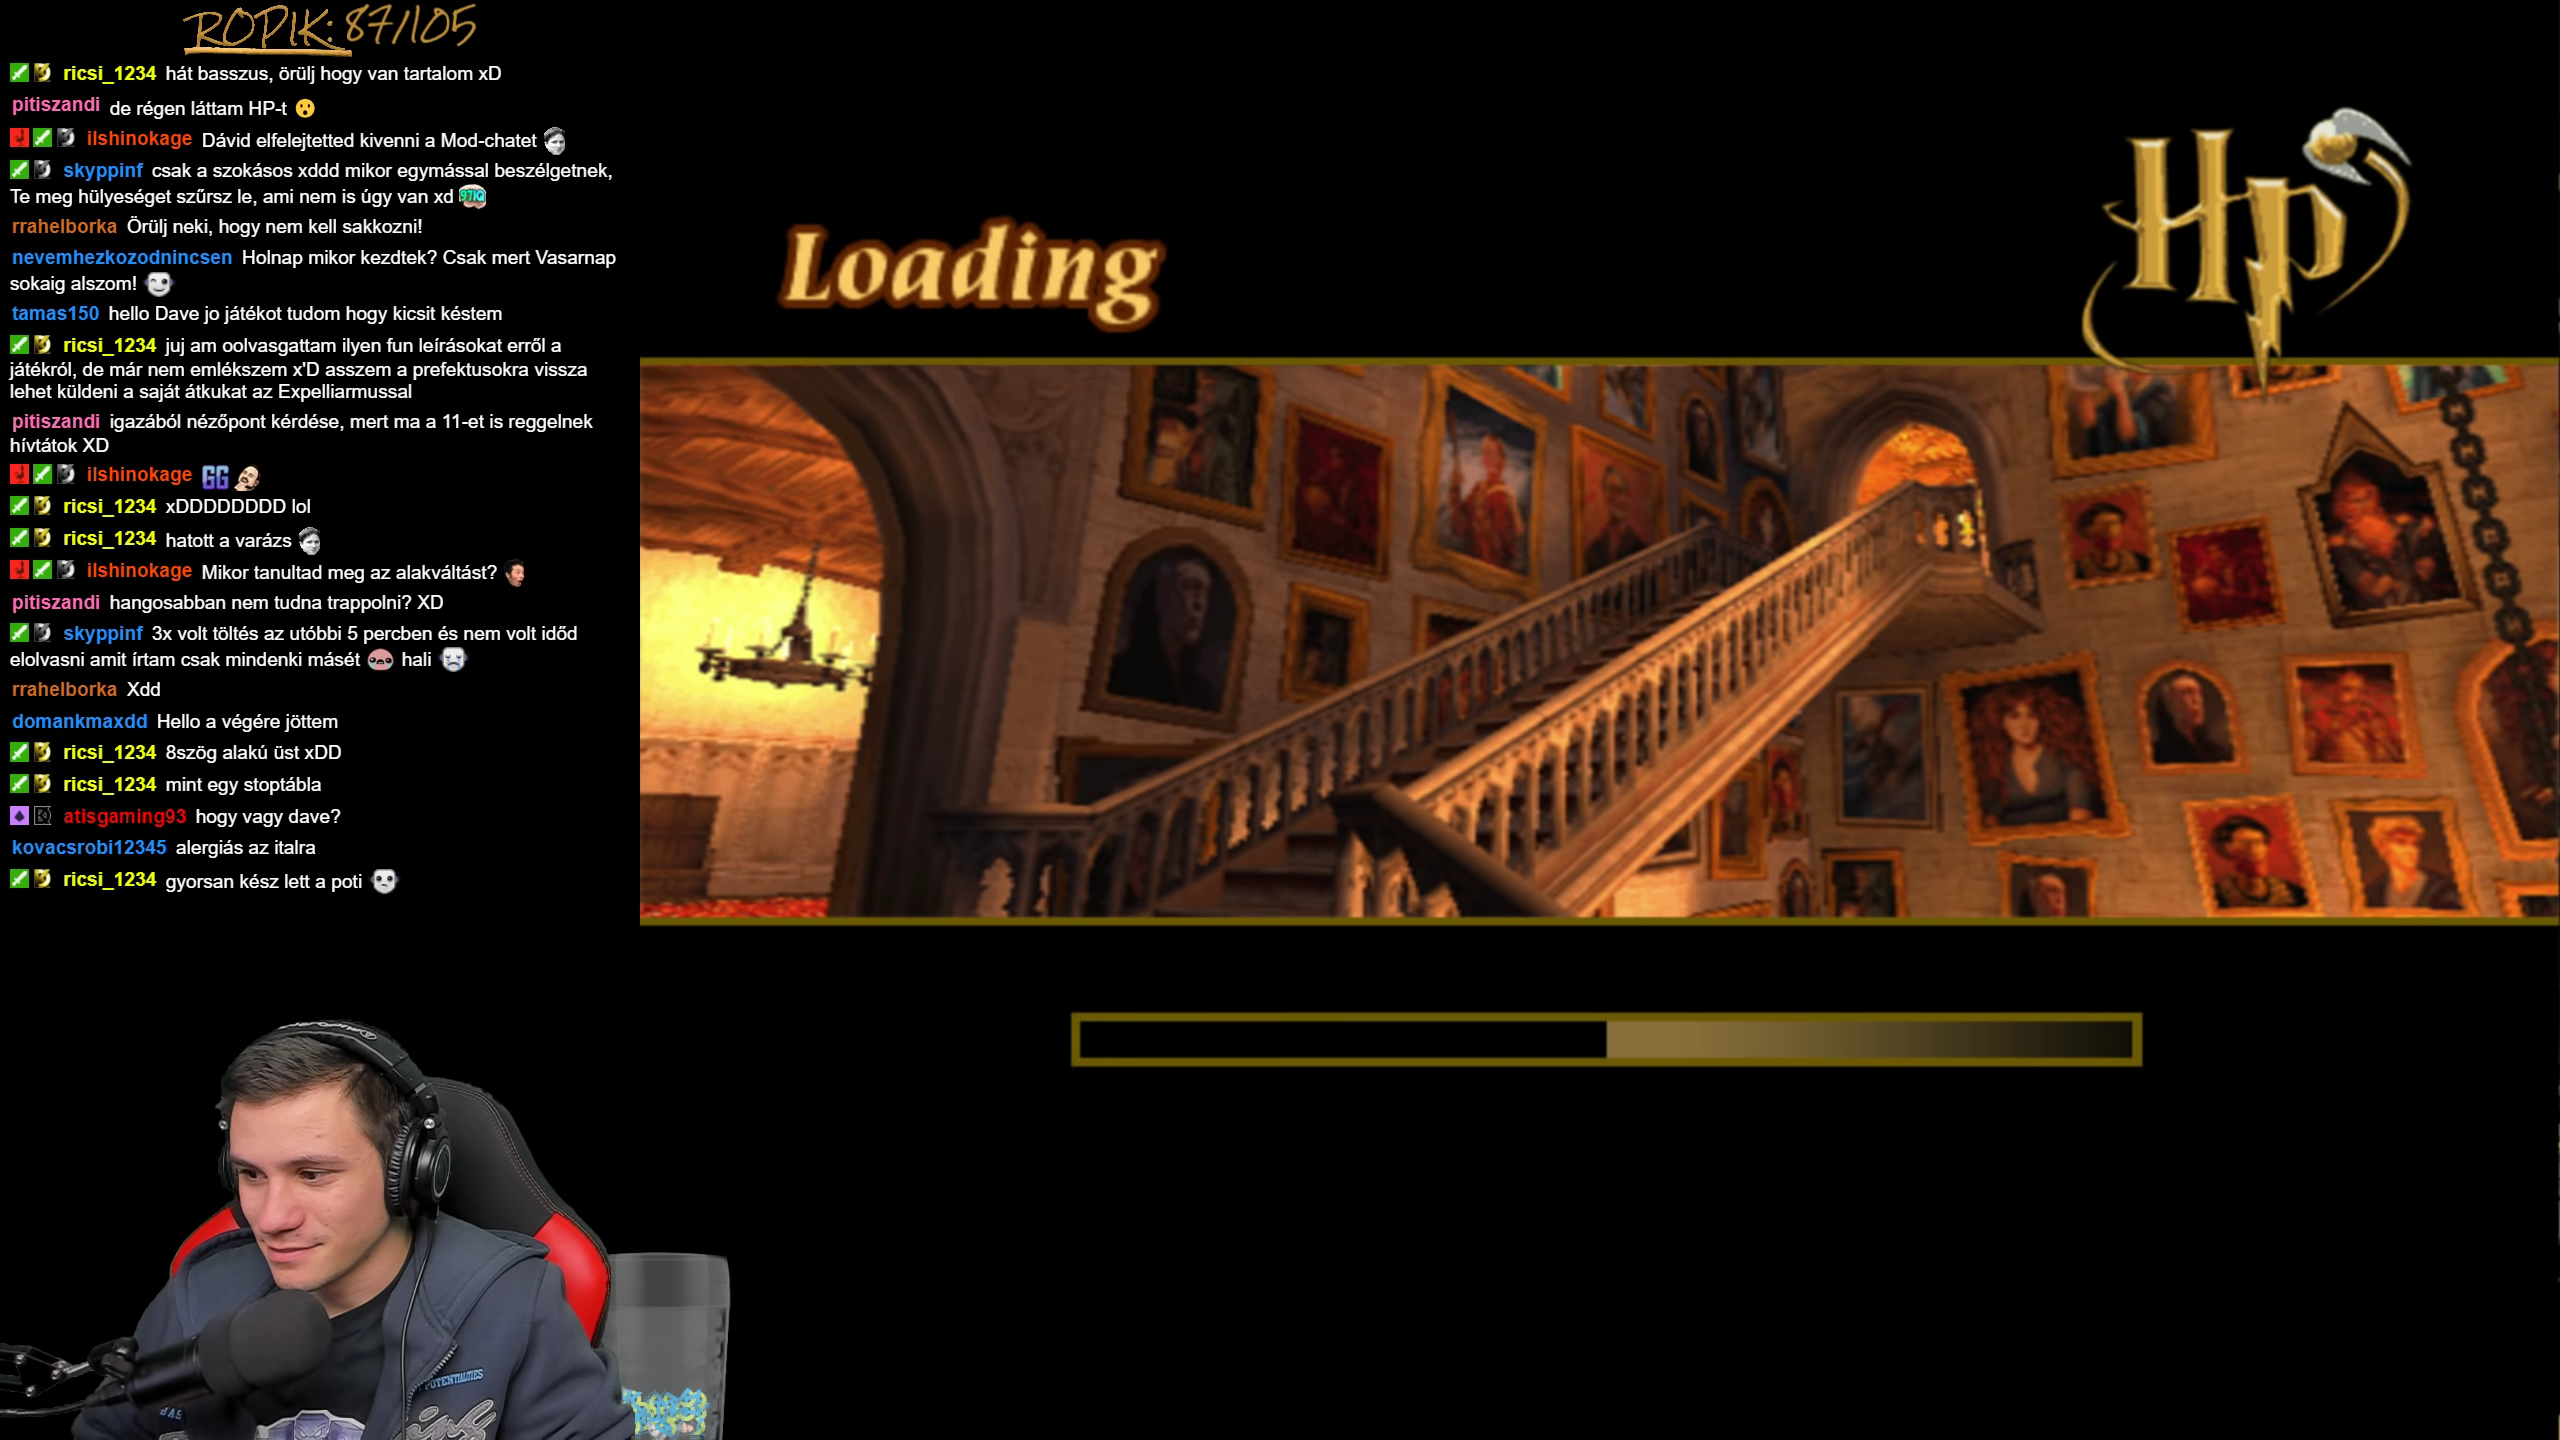 ROPIK: 87/105
ricsi_1234 hát basszus, örülj hogy van tartalom xD
pitiszandi de régen láttam HP-t
ilshinokage Dávid elfelejtetted kivenni a Mod-chatet
skyppinf csak a szokásos xddd mikor egymással beszélgetnek,
Te meg hülyeséget szűrsz le, ami nem is úgy van xd 97IQ
rrahelborka Örülj neki, hogy nem kell sakkozni!
nevemhezkozodnincsen Holnap mikor kezdtek? Csak mert Vasarnap
sokaig alszom!
tamas150 hello Dave jo játékot tudom hogy kicsit késtem
ricsi_1234 juj am oolvasgattam ilyen fun leírásokat erről a
játékról, de már nem emlékszem x'D asszem a prefektusokra vissza
lehet küldeni a saját átkukat az Expelliarmussal
pitiszandi igazából nézőpont kérdése, mert ma a 11-et is reggelnek
hívtátok XD
ilshinokage GG
ricsi_1234 xDDDDDDDD lol
ricsi_1234 hatott a varázs
ilshinokage Mikor tanultad meg az alakváltást?
pitiszandi hangosabban nem tudna trappolni? XD
skyppinf 3x volt töltés az utóbbi 5 percben és nem volt időd
elolvasni amit írtam csak mindenki másét hali
rrahelborka Xdd
domankmaxdd Hello a végére jöttem
ricsi_1234 8szög alakú üst xDD
ricsi_1234 mint egy stoptábla
atisgaming93 hogy vagy dave?
kovacsrobi12345 alergiás az italra
ricsi_1234 gyorsan kész lett a poti
Loading
HP
POTENTIALITIES